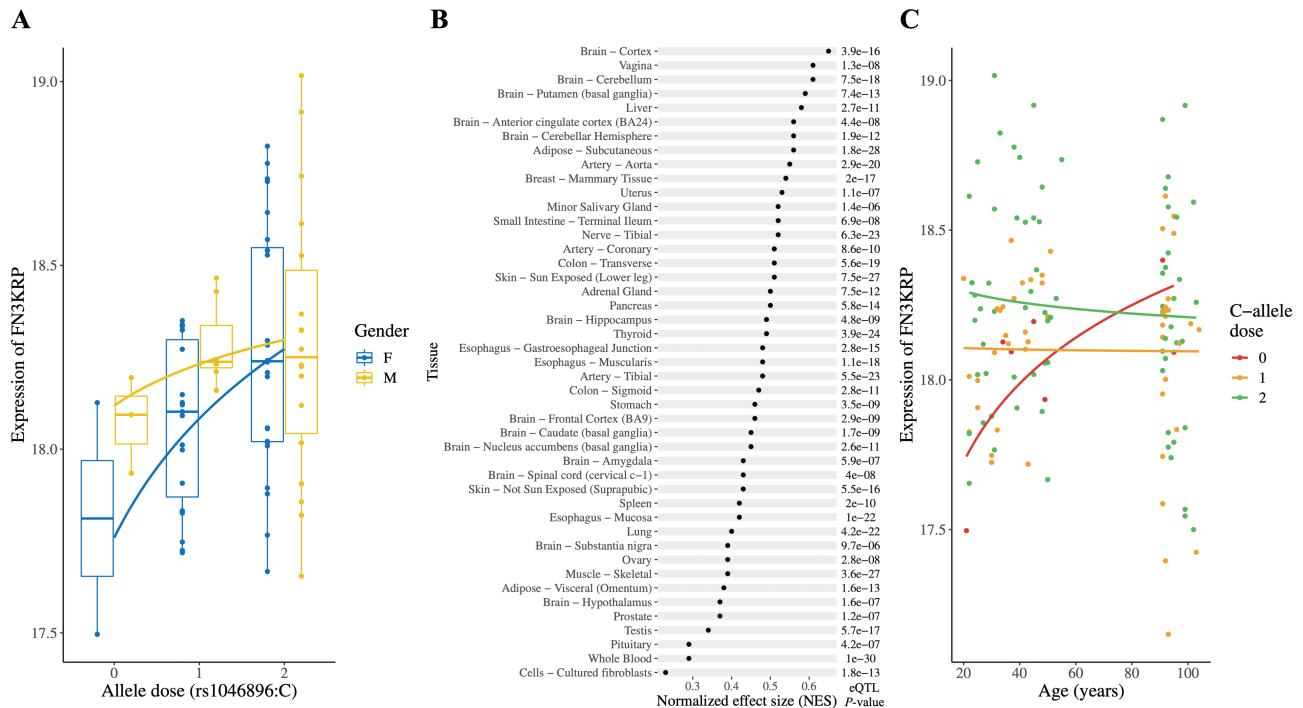 A
Expression of FN3KRP
19.0
18.5
18.0
17.5
0 1 2
Allele dose (rs1046896:C)
Gender
F
M
B
Tissue
Brain – Cortex 3.9e−16
Vagina 1.3e−08
Brain – Cerebellum 7.5e−18
Brain – Putamen (basal ganglia) 7.4e−13
Liver 2.7e−11
Brain – Anterior cingulate cortex (BA24) 4.4e−08
Brain – Cerebellar Hemisphere 1.9e−12
Adipose – Subcutaneous 1.8e−28
Artery – Aorta 2.9e−20
Breast – Mammary Tissue 2e−17
Uterus 1.1e−07
Minor Salivary Gland 1.4e−06
Small Intestine – Terminal Ileum 6.9e−08
Nerve – Tibial 6.3e−23
Artery – Coronary 8.6e−10
Colon – Transverse 5.6e−19
Skin – Sun Exposed (Lower leg) 7.5e−27
Adrenal Gland 7.5e−12
Pancreas 5.8e−14
Brain – Hippocampus 4.8e−09
Thyroid 3.9e−24
Esophagus – Gastroesophageal Junction 2.8e−15
Esophagus – Muscularis 1.1e−18
Artery – Tibial 5.5e−23
Colon – Sigmoid 2.8e−11
Stomach 3.5e−09
Brain – Frontal Cortex (BA9) 2.9e−09
Brain – Caudate (basal ganglia) 1.7e−09
Brain – Nucleus accumbens (basal ganglia) 2.6e−11
Brain – Amygdala 5.9e−07
Brain – Spinal cord (cervical c−1) 4e−08
Skin – Not Sun Exposed (Suprapubic) 5.5e−16
Spleen 2e−10
Esophagus – Mucosa 1e−22
Lung 4.2e−22
Brain – Substantia nigra 9.7e−06
Ovary 2.8e−08
Muscle – Skeletal 3.6e−27
Adipose – Visceral (Omentum) 1.6e−13
Brain – Hypothalamus 1.6e−07
Prostate 1.2e−07
Testis 5.7e−17
Pituitary 4.2e−07
Whole Blood 1e−30
Cells – Cultured fibroblasts 1.8e−13
0.3 0.4 0.5 0.6 eQTL
Normalized effect size (NES) P-value
C
Expression of FN3KRP
19.0
18.5
18.0
17.5
20 40 60 80 100
Age (years)
C−allele
dose
0
1
2